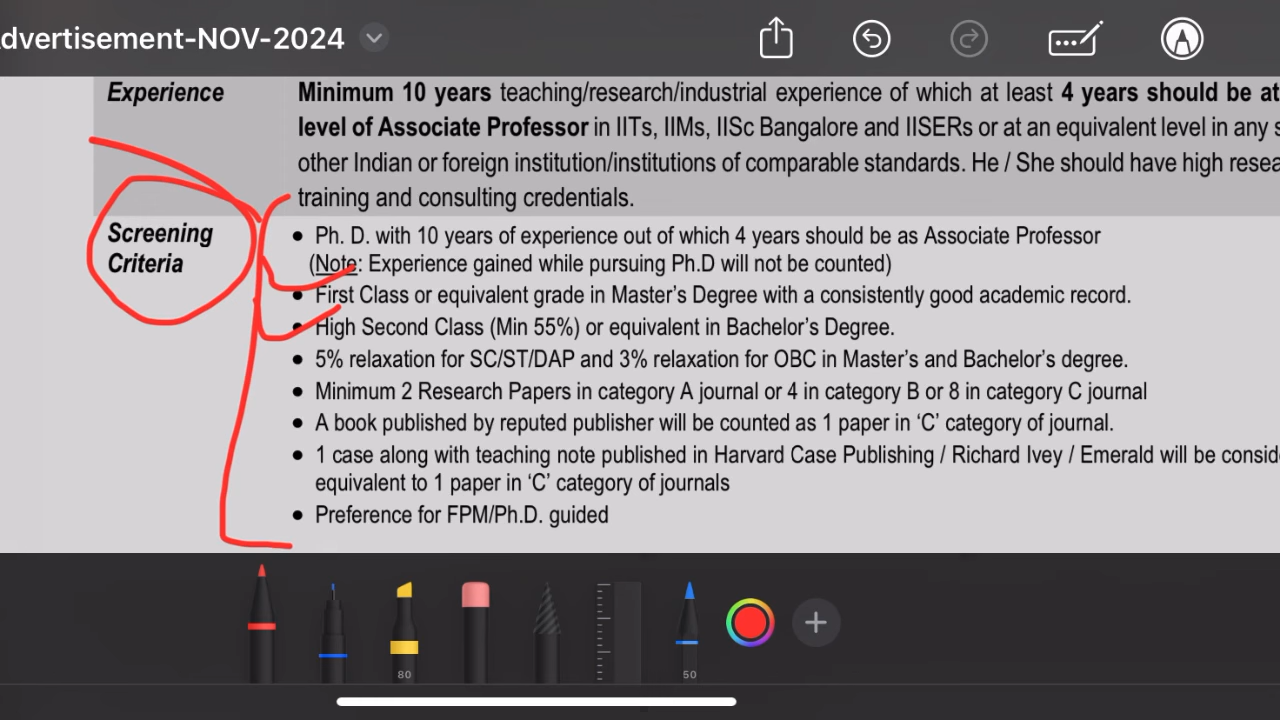 dvertisement-NOV-2024
Experience
Minimum 10 years teaching/research/industrial experience of which at least 4 years should be at
level of Associate Professor in IITs, IIMs, IISc Bangalore and IISERs or at an equivalent level in any s
other Indian or foreign institution/institutions of comparable standards. He / She should have high resea
training and consulting credentials.
Screening
Criteria
• Ph. D. with 10 years of experience out of which 4 years should be as Associate Professor
(Note: Experience gained while pursuing Ph.D will not be counted)
• First Class or equivalent grade in Master's Degree with a consistently good academic record.
• High Second Class (Min 55%) or equivalent in Bachelor's Degree.
• 5% relaxation for SC/ST/DAP and 3% relaxation for OBC in Master's and Bachelor's degree.
• Minimum 2 Research Papers in category A journal or 4 in category B or 8 in category C journal
• A book published by reputed publisher will be counted as 1 paper in 'C' category of journal.
• 1 case along with teaching note published in Harvard Case Publishing / Richard Ivey / Emerald will be consid
equivalent to 1 paper in 'C' category of journals
• Preference for FPM/Ph.D. guided
80
50